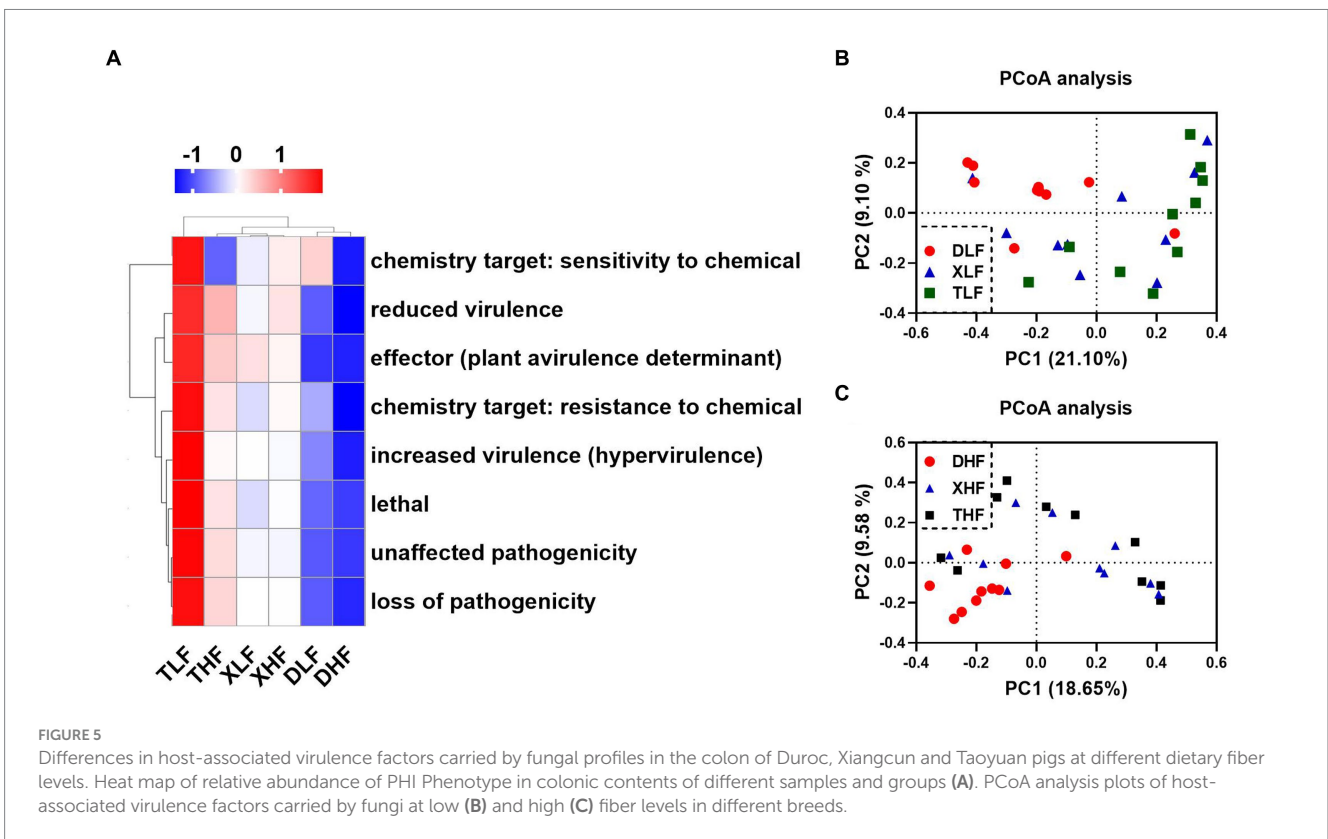 A
-1 0 1
chemistry target: sensitivity to chemical
reduced virulence
effector (plant avirulence determinant)
chemistry target: resistance to chemical
increased virulence (hypervirulence)
lethal
unaffected pathogenicity
loss of pathogenicity
TLF THF XLF XHF DLF DHF
B
PCoA analysis
PC2 (9.10 %)
0.4
0.2
0.0
-0.2
-0.4
DLF
XLF
TLF
-0.6 -0.4 -0.2 0.0 0.2 0.4
PC1 (21.10%)
C
PCoA analysis
PC2 (9.58 %)
0.6
0.4
0.2
0.0
-0.2
-0.4
DHF
XHF
THF
-0.4 -0.2 0.0 0.2 0.4 0.6
PC1 (18.65%)
FIGURE 5
Differences in host-associated virulence factors carried by fungal profiles in the colon of Duroc, Xiangcun and Taoyuan pigs at different dietary fiber
levels. Heat map of relative abundance of PHI Phenotype in colonic contents of different samples and groups (A). PCoA analysis plots of host-
associated virulence factors carried by fungi at low (B) and high (C) fiber levels in different breeds.